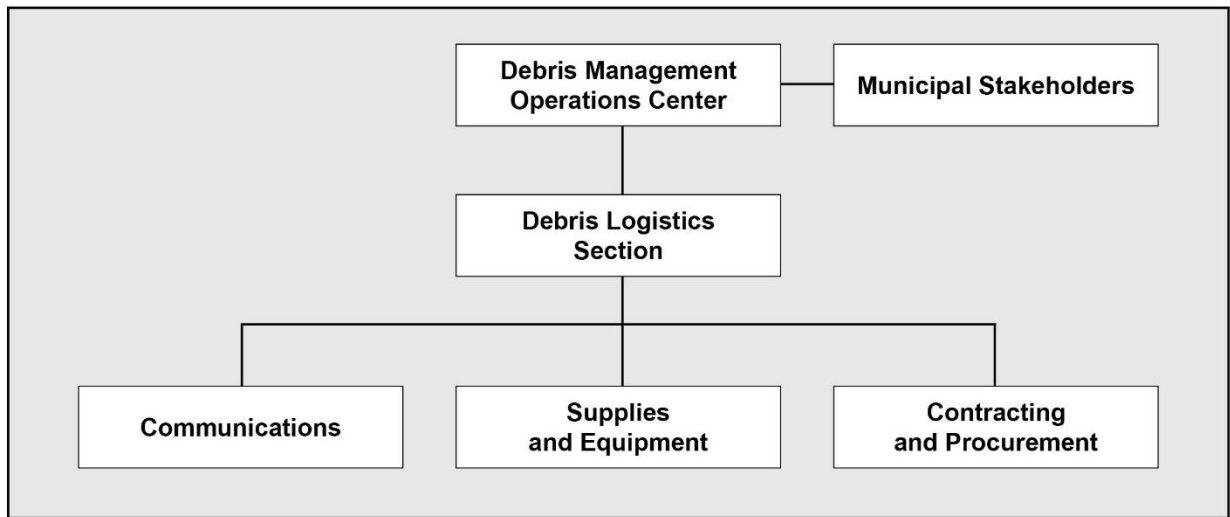 Debris Management
Operations Center
Municipal Stakeholders
Debris Logistics
Section
Communications
Supplies
and Equipment
Contracting
and Procurement